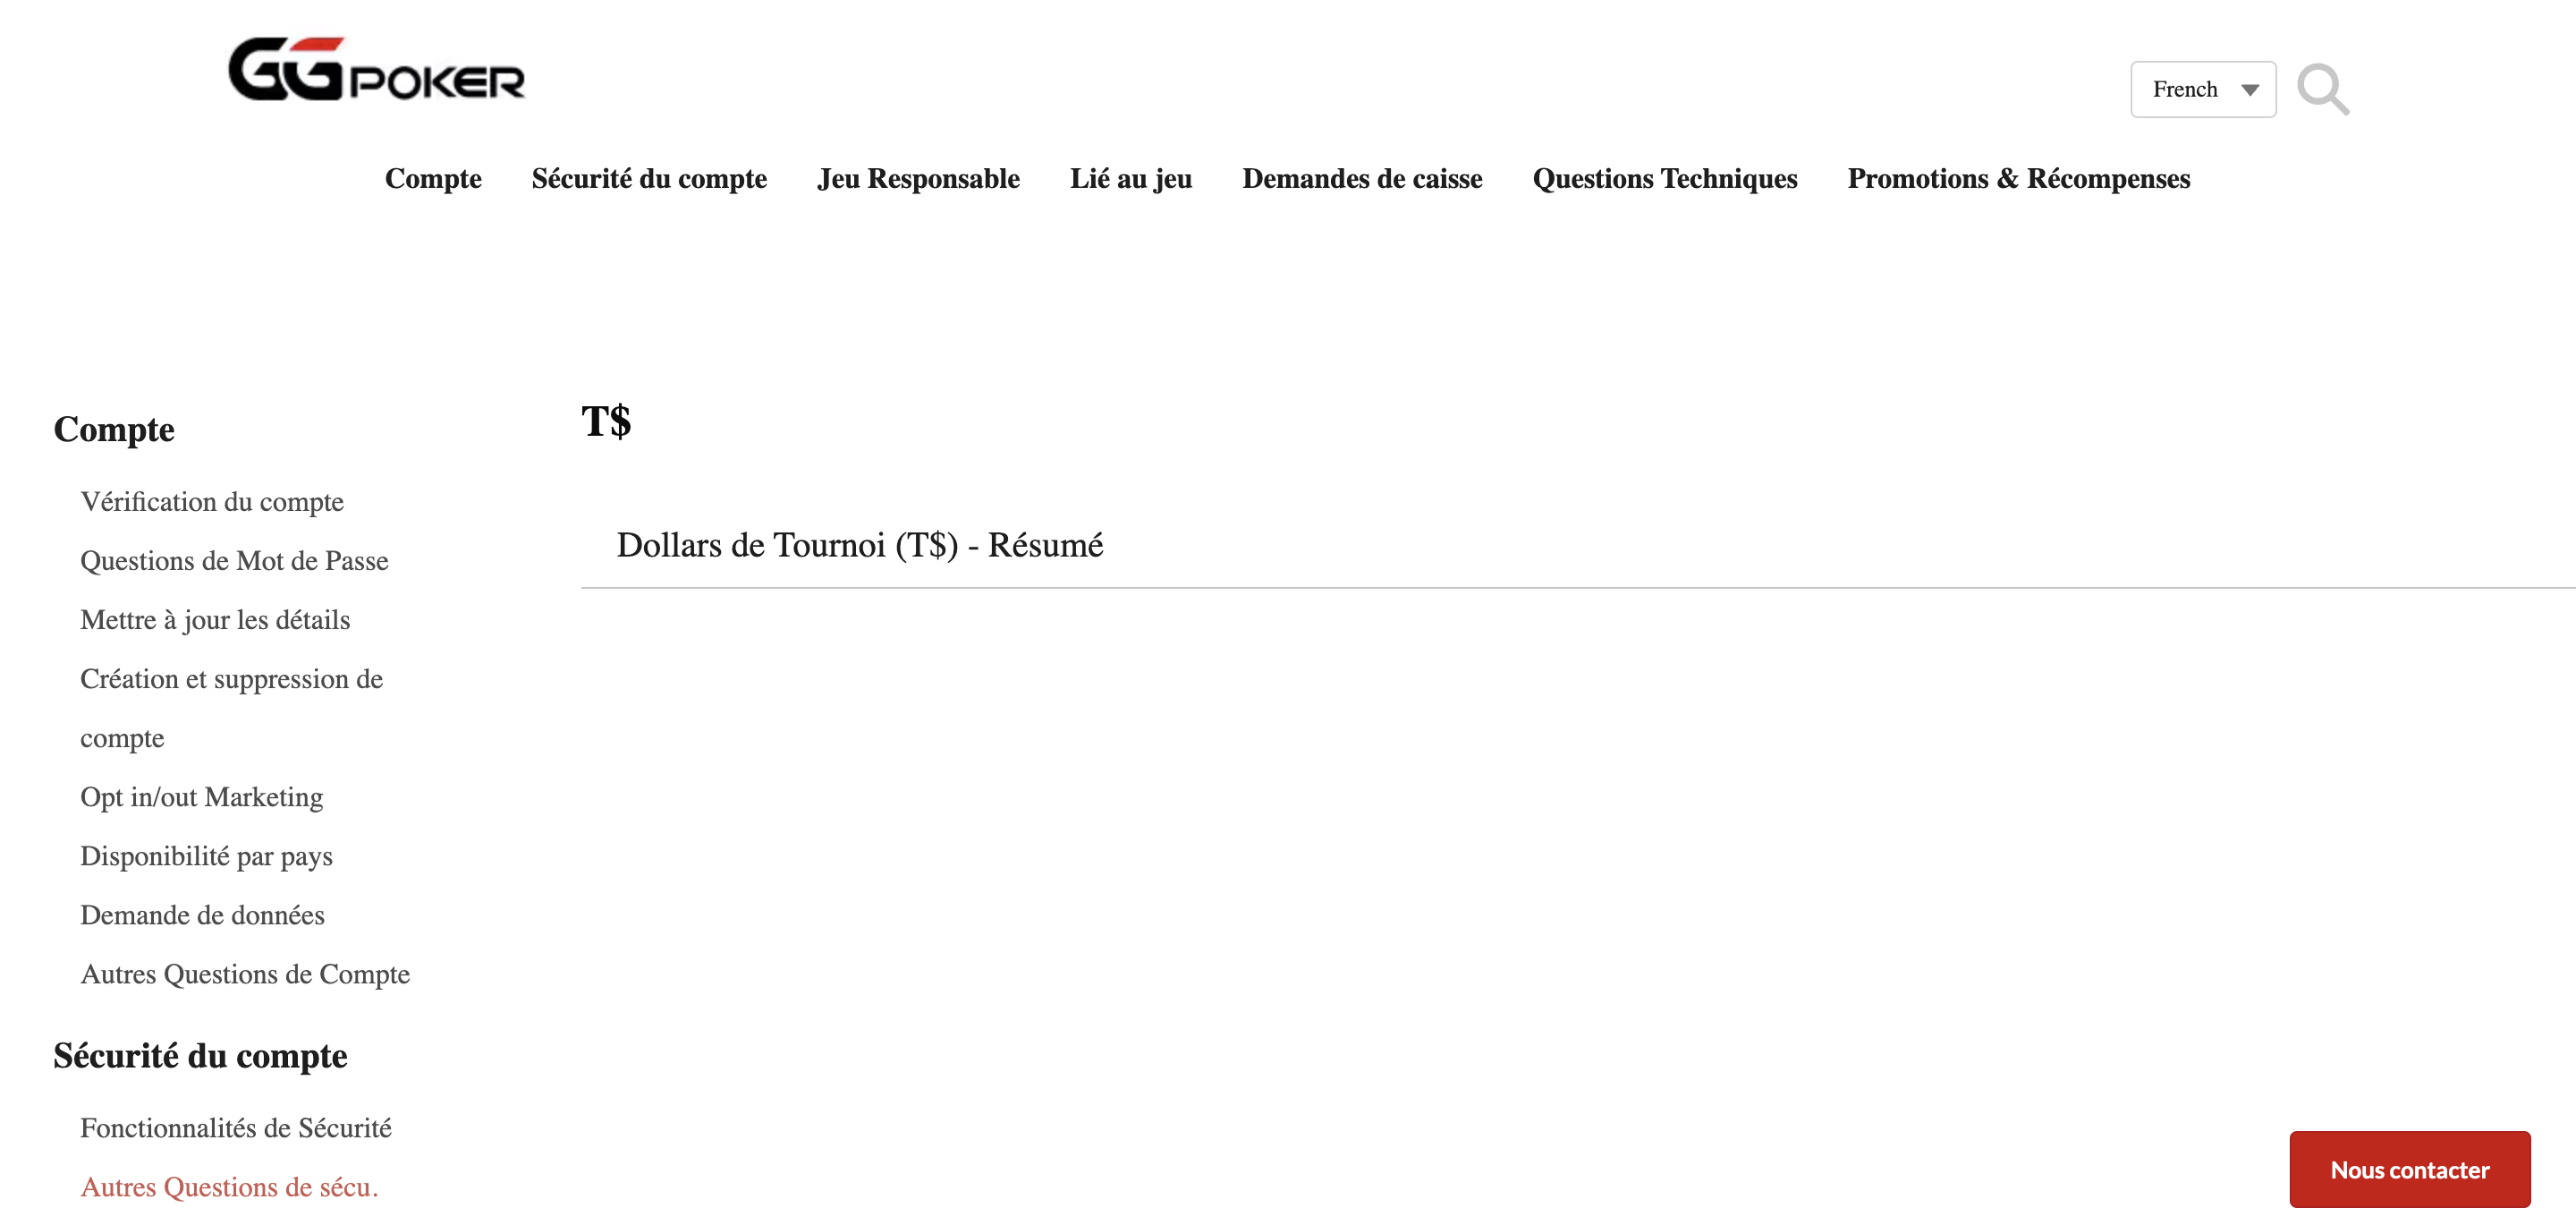 GGPOKER
French
Compte Sécurité du compte Jeu Responsable Lié au jeu Demandes de caisse Questions Techniques Promotions & Récompenses
Compte
Vérification du compte
Questions de Mot de Passe
Mettre à jour les détails
Création et suppression de
compte
Opt in/out Marketing
Disponibilité par pays
Demande de données
Autres Questions de Compte
Sécurité du compte
Fonctionnalités de Sécurité
Autres Questions de sécu.
T$
Dollars de Tournoi (T$) - Résumé
Nous contacter